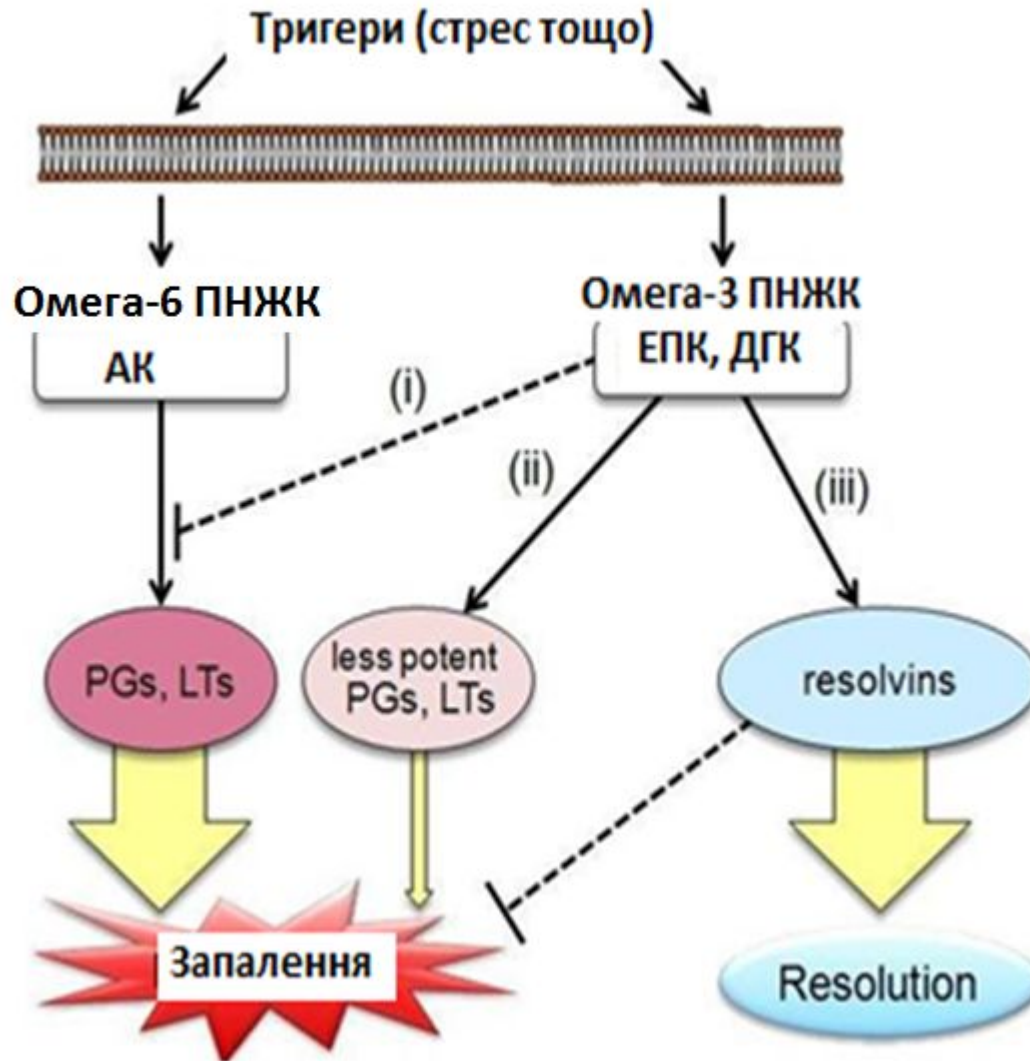 Тригери (стрес тощо)
Омега-6 ПНЖК
АК
Омега-3 ПНЖК
ЕПК, ДГК
(i)
(ii)
(iii)
PGs, LTs
less potent
PGs, LTs
resolvins
Запалення
Resolution